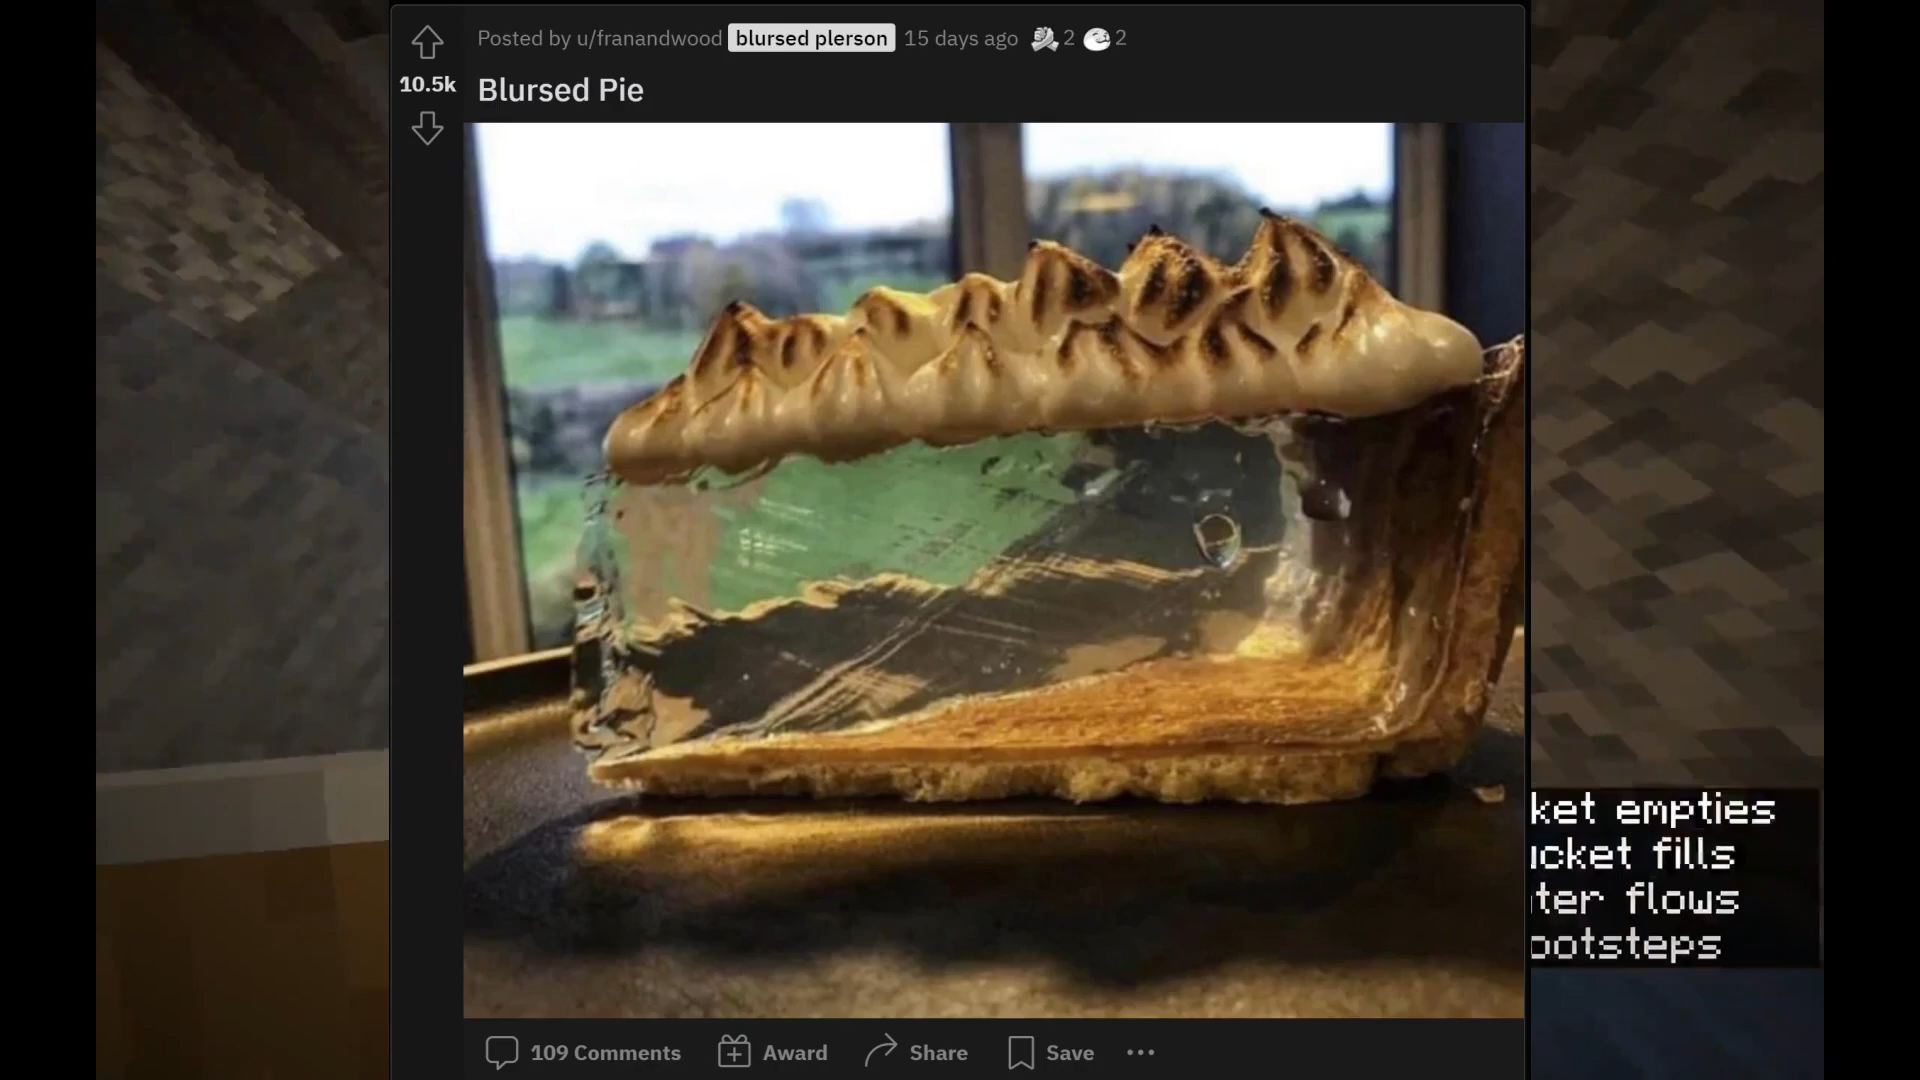 Posted by u/franandwood blursed plerson 15 days ago 2 2
10.5k
Blursed Pie
ket empties
ucket fills
ter flows
ootsteps
109 Comments Award Share Save